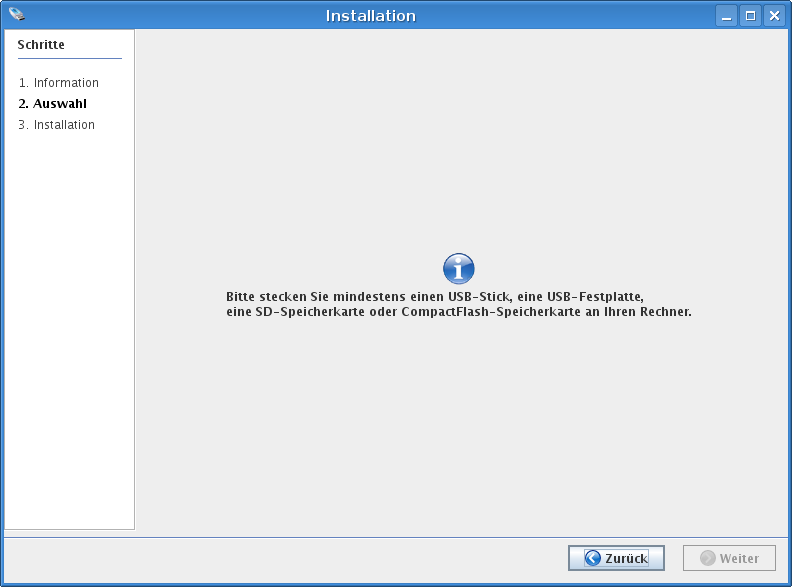 Installation
Schritte
1. Information
2. Auswahl
3. Installation
Bitte stecken Sie mindestens einen USB-Stick, eine USB-Festplatte,
eine SD-Speicherkarte oder CompactFlash-Speicherkarte an Ihren Rechner.
Zurück
Weiter